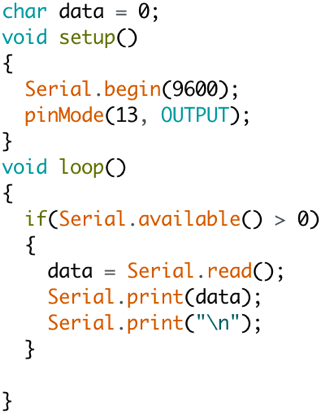 char data = 0;
void setup()
{
  Serial.begin(9600);
  pinMode(13, OUTPUT);
}
void loop()
{
  if(Serial.available() > 0)
  {
    data = Serial.read();
    Serial.print(data);
    Serial.print("\n");
  }

}